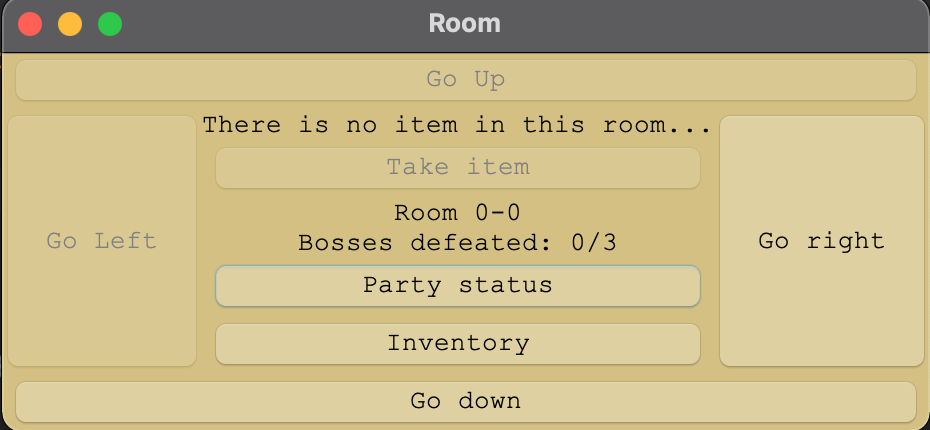 Room
Go Up
There is no item in this room...
Take item
Room 0-0
Go Left
Go right
Bosses defeated: 0/3
Party status
Inventory
Go down